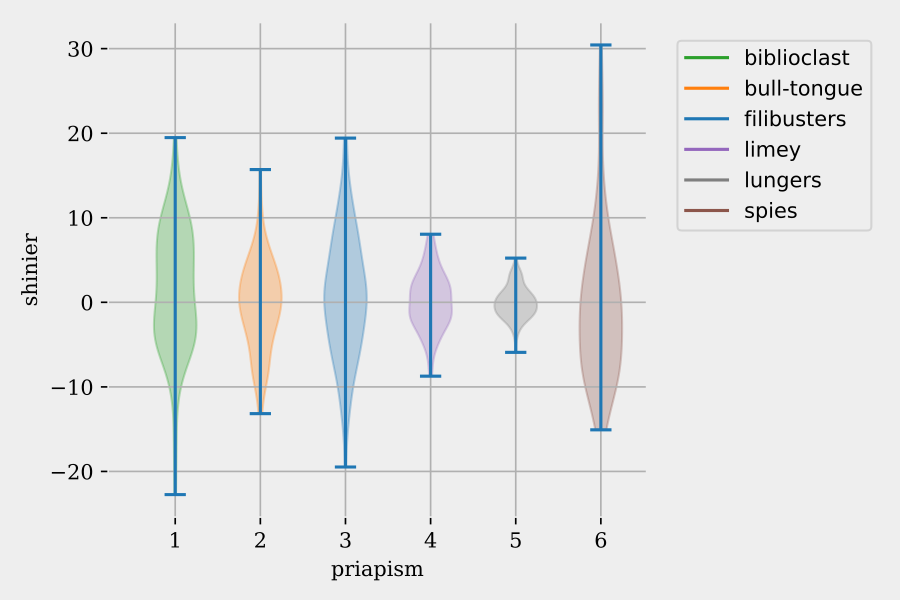 30
20
10
0
−10
−20
shinier
1 2 3 4 5 6
priapism
biblioclast
bull-tongue
filibusters
limey
lungers
spies